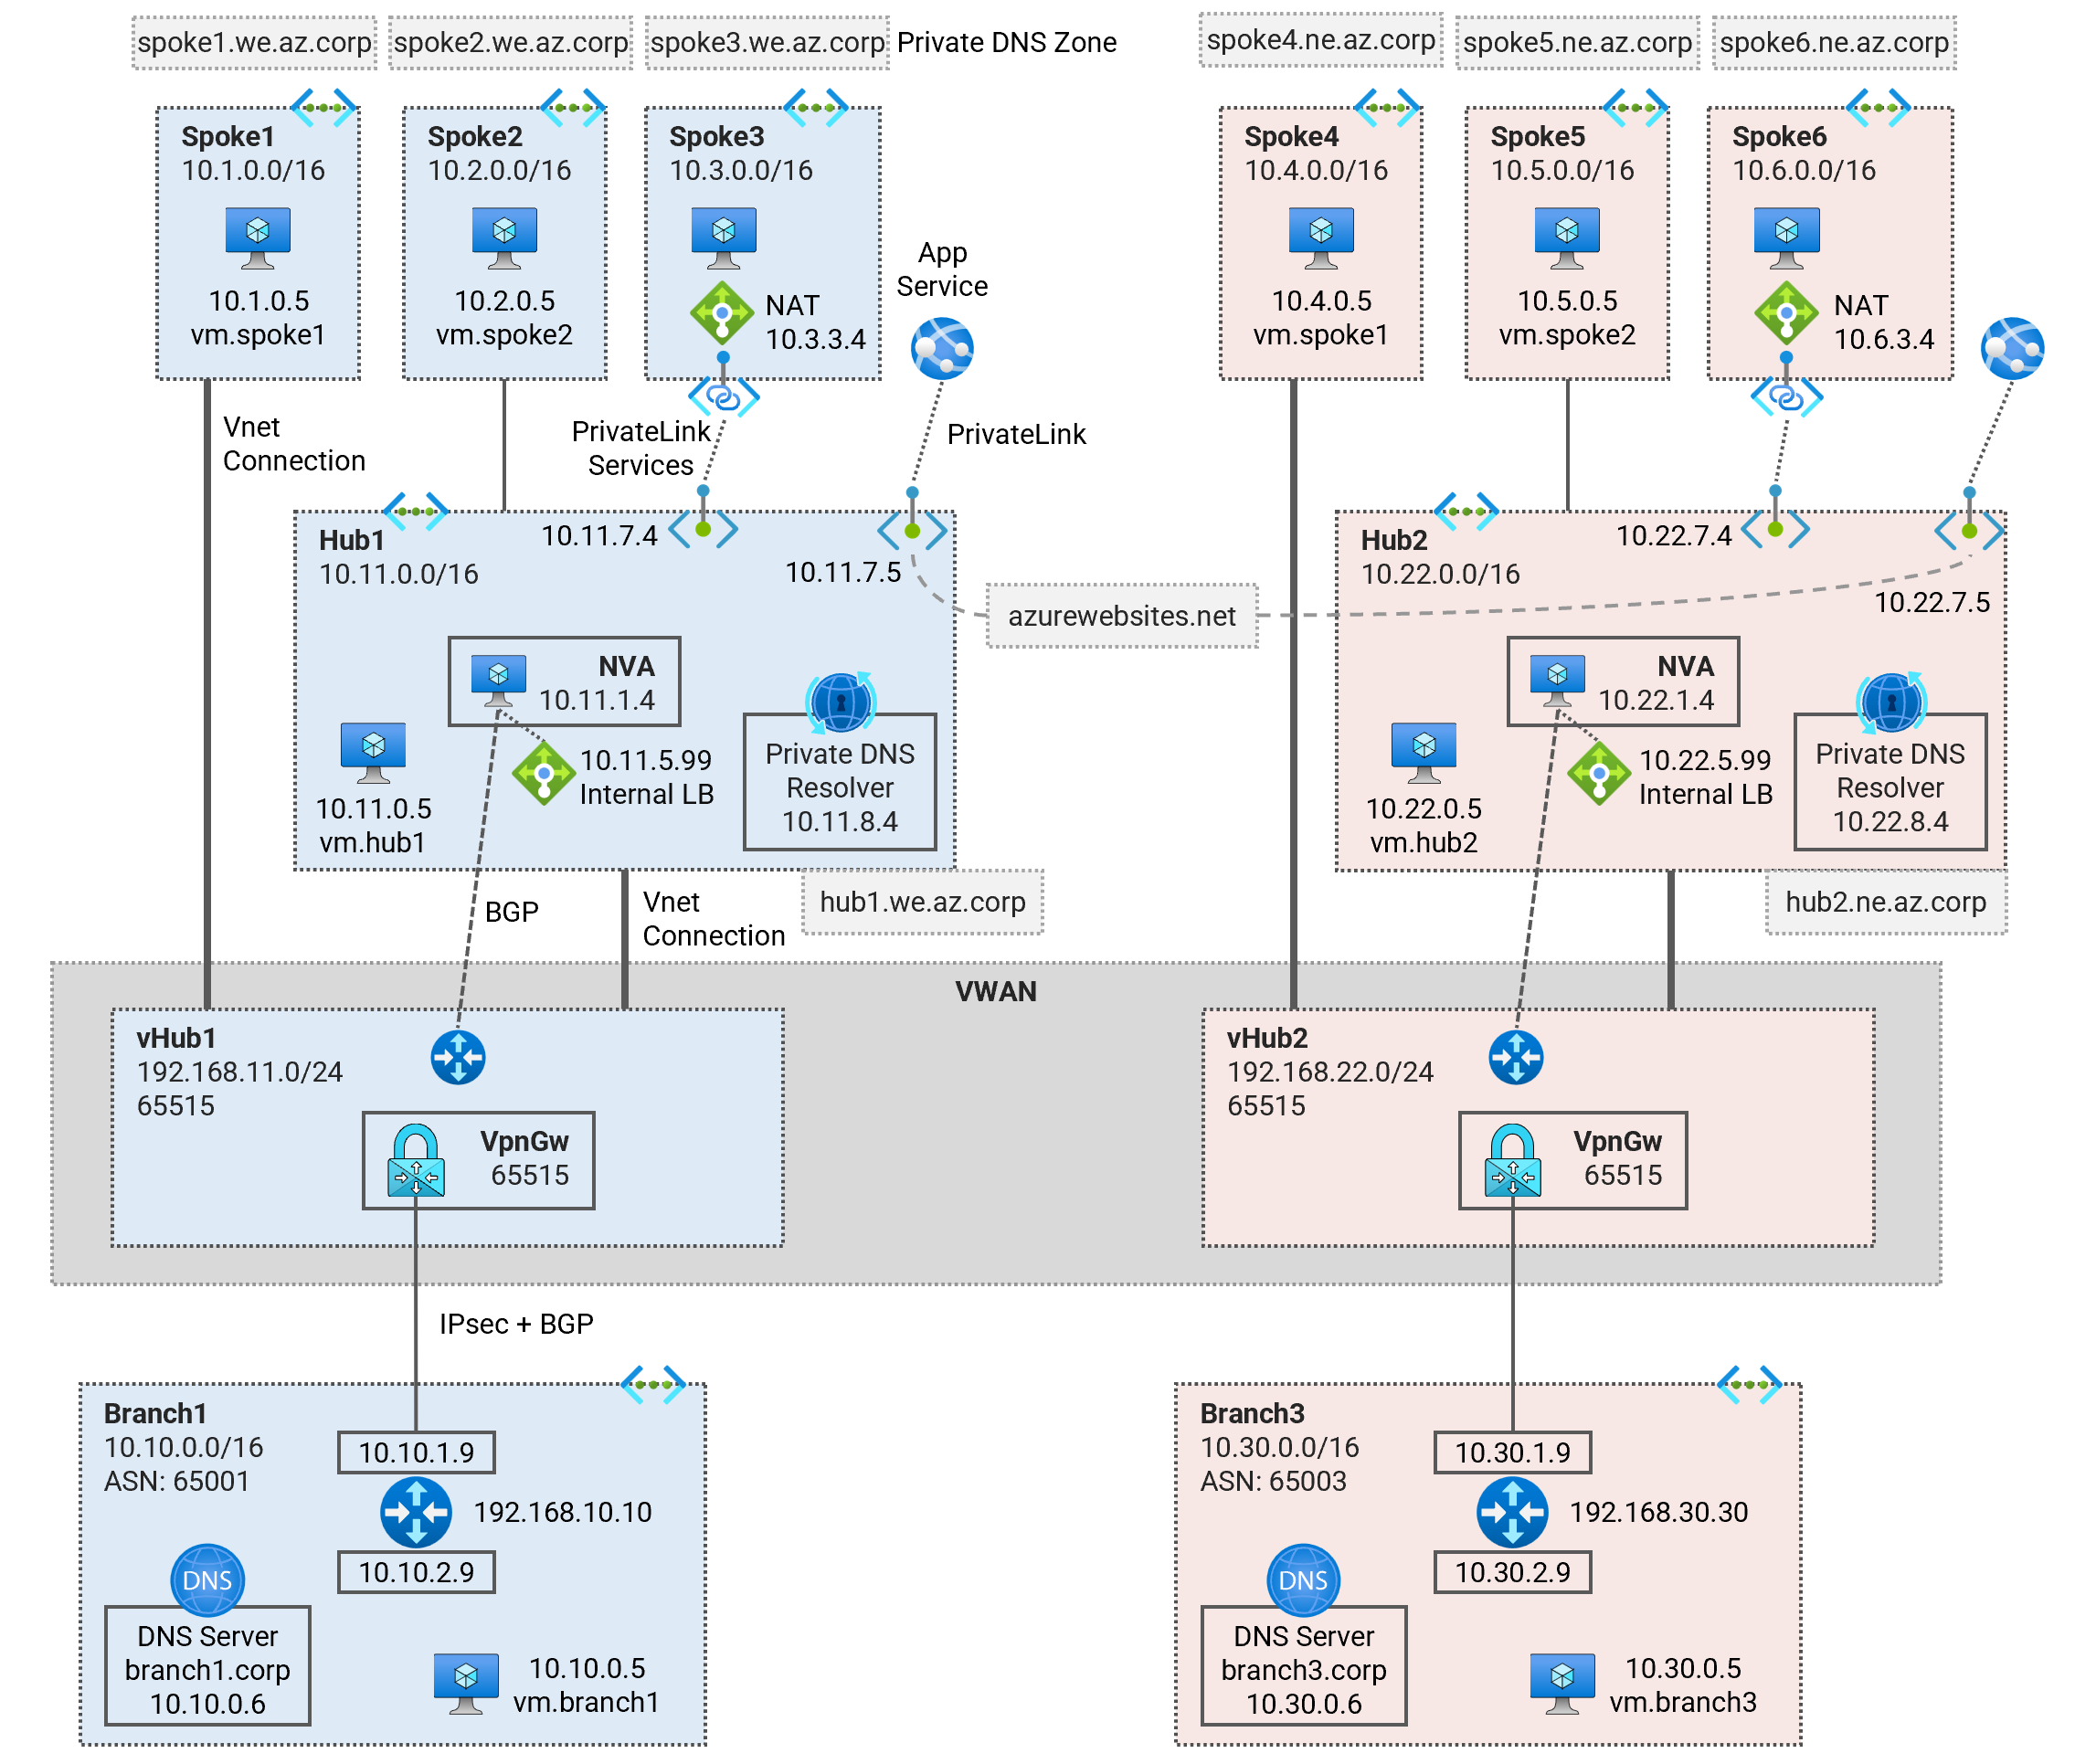 spoke1.we.az.corp
spoke2.we.az.corp
spoke3.we.az.corp
Private DNS Zone
spoke4.ne.az.corp
spoke5.ne.az.corp
spoke6.ne.az.corp
Spoke1
10.1.0.0/16
10.1.0.5
vm.spoke1
Spoke2
10.2.0.0/16
10.2.0.5
vm.spoke2
Spoke3
10.3.0.0/16
NAT
10.3.3.4
App
Service
Spoke4
10.4.0.0/16
10.4.0.5
vm.spoke1
Spoke5
10.5.0.0/16
10.5.0.5
vm.spoke2
Spoke6
10.6.0.0/16
NAT
10.6.3.4
Vnet
Connection
PrivateLink
Services
PrivateLink
Hub1
10.11.0.0/16
10.11.7.4
10.11.7.5
azurewebsites.net
NVA
10.11.1.4
10.11.5.99
Internal LB
10.11.0.5
vm.hub1
Private DNS
Resolver
10.11.8.4
Hub2
10.22.0.0/16
10.22.7.4
10.22.7.5
NVA
10.22.1.4
10.22.5.99
Internal LB
10.22.0.5
vm.hub2
Private DNS
Resolver
10.22.8.4
BGP
Vnet
Connection
hub1.we.az.corp
hub2.ne.az.corp
VWAN
vHub1
192.168.11.0/24
65515
VpnGw
65515
vHub2
192.168.22.0/24
65515
VpnGw
65515
IPsec + BGP
Branch1
10.10.0.0/16
ASN: 65001
10.10.1.9
192.168.10.10
10.10.2.9
DNS
DNS Server
branch1.corp
10.10.0.6
10.10.0.5
vm.branch1
Branch3
10.30.0.0/16
ASN: 65003
10.30.1.9
192.168.30.30
10.30.2.9
DNS
DNS Server
branch3.corp
10.30.0.6
10.30.0.5
vm.branch3